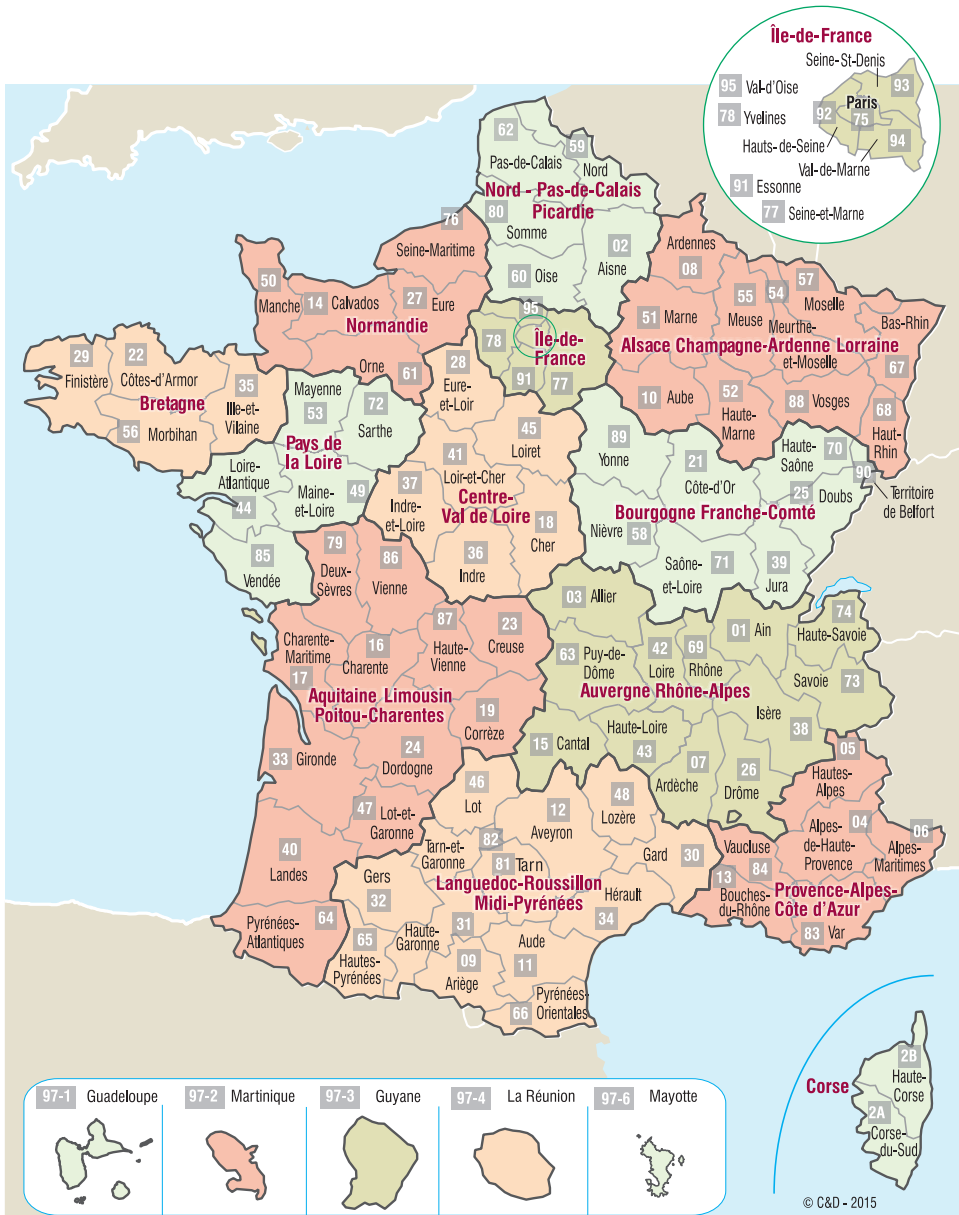 Île-de-France
Seine-St-Denis
95 Val-d'Oise
93
78 Yvelines
92
Paris
75
94
Hauts-de-Seine
Val-de-Marne
91 Essonne
77 Seine-et-Marne
62
Pas-de-Calais
59
Nord
Nord - Pas-de-Calais
Picardie
80
Somme
02
Aisne
60 Oise
76
Seine-Maritime
50
Manche
14 Calvados
27 Eure
Normandie
Orne
61
Ardennes
08
51 Marne
55
Meuse
54
Meurthe-
et-Moselle
57
Moselle
Bas-Rhin
67
Alsace Champagne-Ardenne Lorraine
10 Aube
52
Haute-
Marne
88 Vosges
68
Haut-
Rhin
95
78
Île-de-
France
91
77
29
Finistère
22
Côtes-d'Armor
35
Ille-et-
Vilaine
Bretagne
56 Morbihan
Mayenne
53
72
Sarthe
Pays de
la Loire
Loire-
Atlantique
44
Maine-
et-Loire
49
85
Vendée
28
Eure-
et-Loir
45
Loiret
41
Loir-et-Cher
37
Indre-
et-Loire
Centre-
Val de Loire
18
Cher
36
Indre
89
Yonne
21
Côte-d'Or
Haute-
Saône
70
90
Territoire
de Belfort
25 Doubs
Bourgogne Franche-Comté
Nièvre
58
Saône-
et-Loire
71
39
Jura
79
Deux-
Sèvres
86
Vienne
Charente-
Maritime
17
16
Charente
87
Haute-
Vienne
23
Creuse
Aquitaine Limousin
Poitou-Charentes
19
Corrèze
33 Gironde
24
Dordogne
47
Lot-et-
Garonne
40
Landes
Pyrénées-
Atlantiques
64
03 Allier
63
Puy-de-
Dôme
42
Loire
69
Rhône
01 Ain
74
Haute-Savoie
Savoie
73
Auvergne Rhône-Alpes
Isère
38
15 Cantal
Haute-Loire
43
07
Ardèche
26
Drôme
46
Lot
12
Aveyron
48
Lozère
Tarn-et-
Garonne
82
81 Tarn
Gard
30
Gers
32
Languedoc-Roussillon
Midi-Pyrénées
Hérault
34
Haute-
Garonne
31
65
Hautes-
Pyrénées
09
Ariège
Aude
11
Pyrénées-
Orientales
66
05
Hautes-
Alpes
04
Alpes-
de-Haute-
Provence
06
Alpes-
Maritimes
Vaucluse
84
13
Bouches-
du-Rhône
Provence-Alpes-
Côte d'Azur
83 Var
Corse
2B
Haute-
Corse
2A
Corse-
du-Sud
97-1 Guadeloupe
97-2 Martinique
97-3 Guyane
97-4 La Réunion
97-6 Mayotte
© C&D - 2015